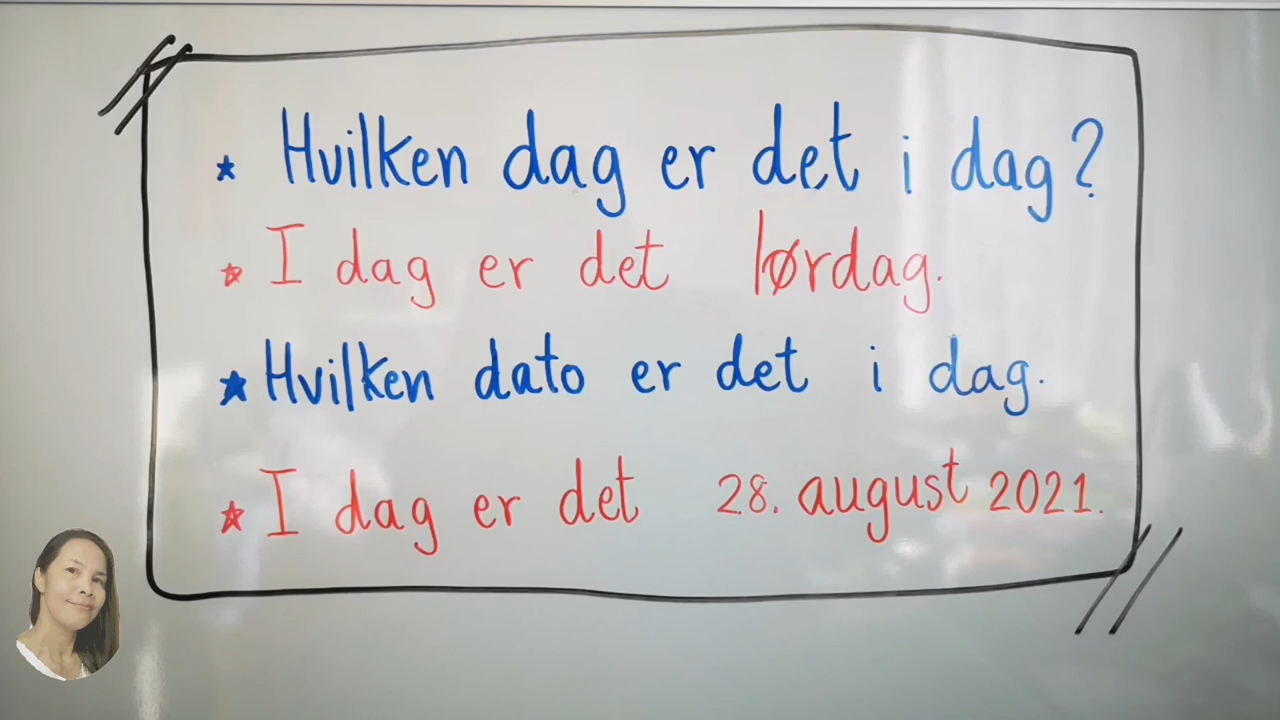 ★ Hvilken dag er det i dag?
★ I dag er det lørdag.
★ Hvilken dato er det i dag.
★ I dag er det 28. august 2021.